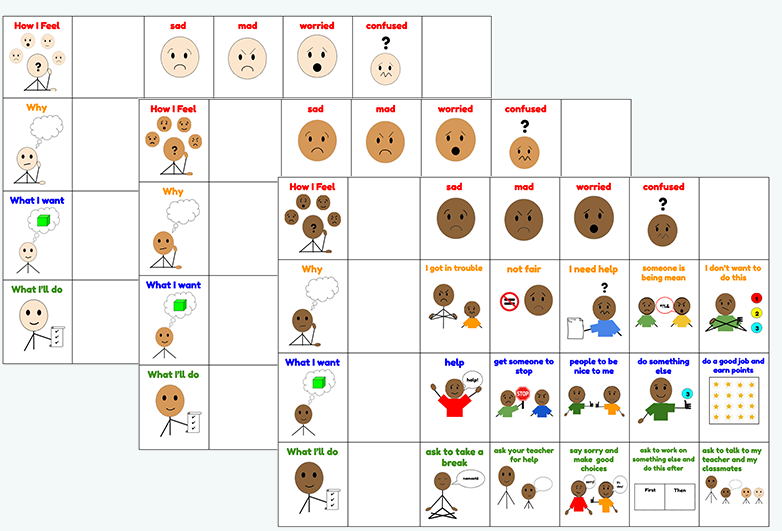 How I Feel
sad
mad
worried
confused
?
?
Why
What I want
What I'll do
How I Feel
sad
mad
worried
confused
?
?
Why
What I want
What I'll do
How I Feel
sad
mad
worried
confused
?
?
Why
I got in trouble
not fair
I need help
someone is
being mean
I don't want to
do this
?
1
2
3
What I want
help
get someone to
stop
people to be
nice to me
do something
else
do a good job and
earn points
help!
STOP
3
What I'll do
ask to take a
break
ask your teacher
for help
say sorry and
make good
choices
ask to work on
something else and
do this after
ask to talk to my
teacher and my
classmates
First
Then